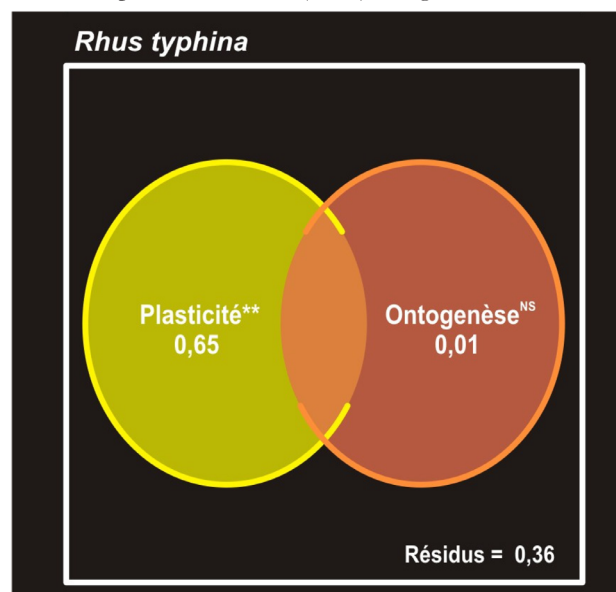 Rhus typhina
Plasticité**
0,65
Ontogenèse^NS
0,01
Résidus = 0,36